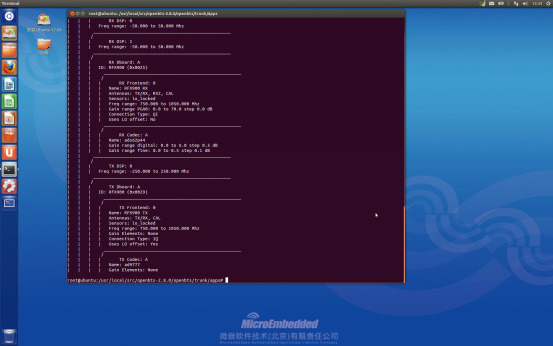 Ubuntu
root@ubuntu: /usr/local/src/openbts-2.8.0/openbts/trunk/apps
| | | RX DSP: 0
| | | Freq range: -50.000 to 50.000 Mhz
| | | RX DSP: 1
| | | Freq range: -50.000 to 50.000 Mhz
| | | RX Dboard: A
| | | ID: RFX900 (0x0025)
| | | | RX Frontend: 0
| | | | Name: RFX900 RX
| | | | Antennas: TX/RX, RX2, CAL
| | | | Sensors: lo_locked
| | | | Freq range: 750.000 to 1050.000 Mhz
| | | | Gain range PGA0: 0.0 to 70.0 step 0.0 dB
| | | | Connection Type: QI
| | | | Uses LO offset: No
| | | | RX Codec: A
| | | | Name: ads62p44
| | | | Gain range digital: 0.0 to 6.0 step 0.5 dB
| | | | Gain range fine: 0.0 to 0.5 step 0.1 dB
| | | TX DSP: 0
| | | Freq range: -250.000 to 250.000 Mhz
| | | TX Dboard: A
| | | ID: RFX900 (0x0029)
| | | | TX Frontend: 0
| | | | Name: RFX900 TX
| | | | Antennas: TX/RX, CAL
| | | | Sensors: lo_locked
| | | | Freq range: 750.000 to 1050.000 Mhz
| | | | Gain Elements: None
| | | | Connection Type: IQ
| | | | Uses LO offset: Yes
| | | | TX Codec: A
| | | | Name: ad9777
| | | | Gain Elements: None
root@ubuntu:/usr/local/src/openbts-2.8.0/openbts/trunk/apps#
MicroEmbedded
微嵌软件技术(北京)有限责任公司